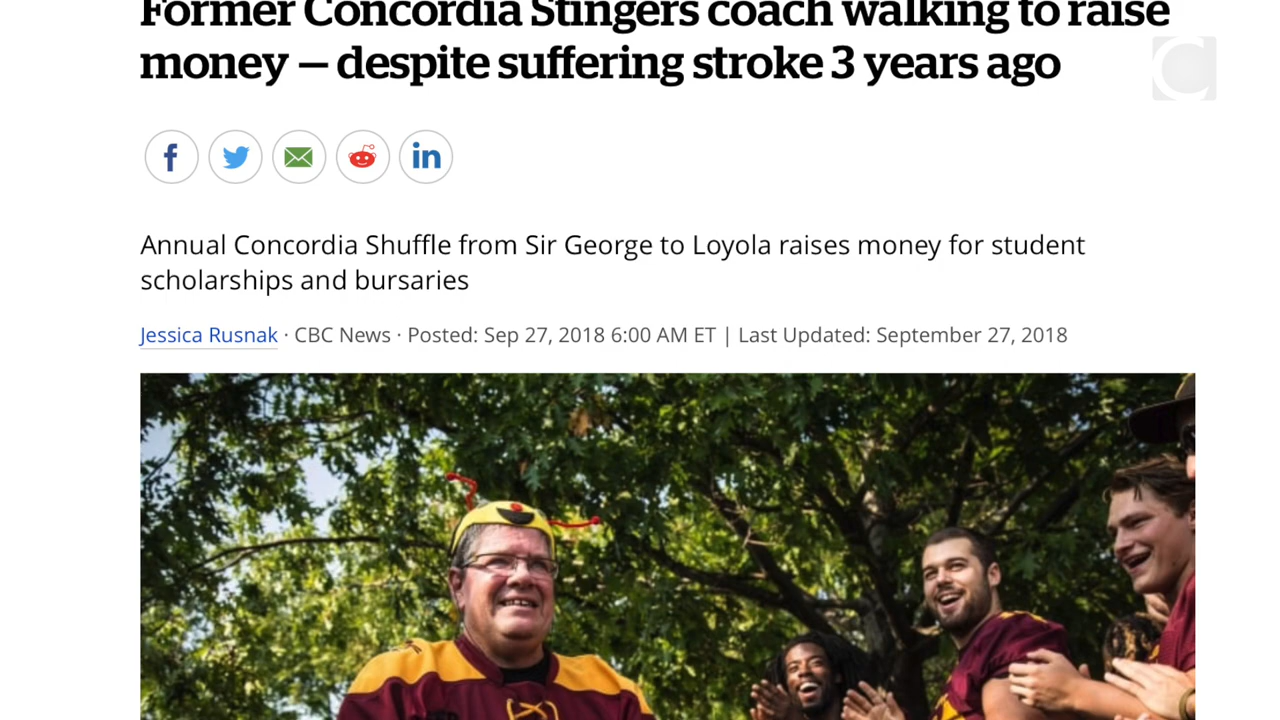 Former Concordia Stingers coach walking to raise
money — despite suffering stroke 3 years ago
Annual Concordia Shuffle from Sir George to Loyola raises money for student
scholarships and bursaries
Jessica Rusnak · CBC News · Posted: Sep 27, 2018 6:00 AM ET | Last Updated: September 27, 2018